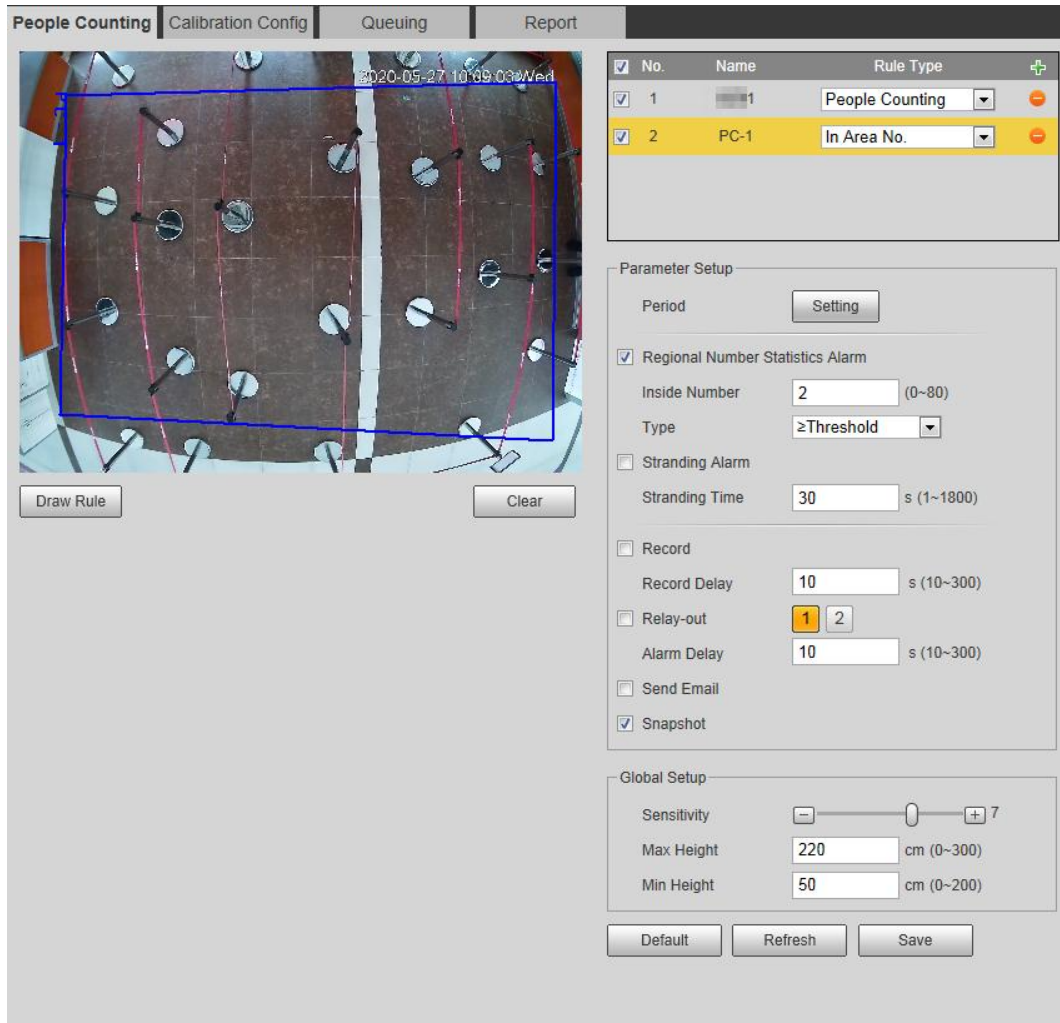 People Counting Calibration Config Queuing Report
2020-05-27 10:09:03 Wed
No. Name Rule Type
1 1 People Counting
2 PC-1 In Area No.
Draw Rule Clear
Parameter Setup
Period Setting
Regional Number Statistics Alarm
Inside Number 2 (0~80)
Type ≥Threshold
Stranding Alarm
Stranding Time 30 s (1~1800)
Record
Record Delay 10 s (10~300)
Relay-out 1 2
Alarm Delay 10 s (10~300)
Send Email
Snapshot
Global Setup
Sensitivity 7
Max Height 220 cm (0~300)
Min Height 50 cm (0~200)
Default Refresh Save